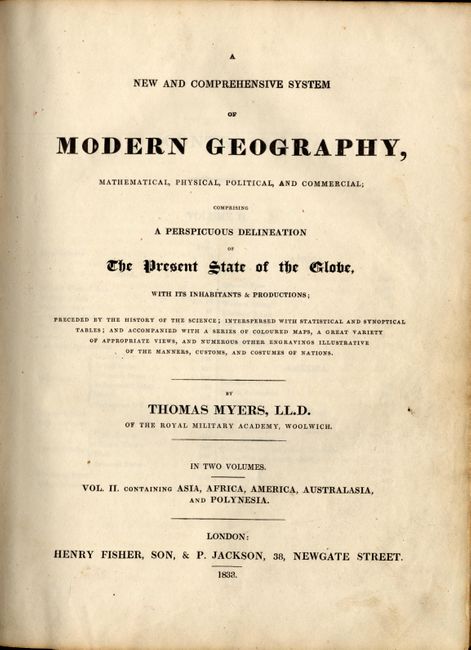 A
NEW AND COMPREHENSIVE SYSTEM
OF
MODERN GEOGRAPHY,
MATHEMATICAL, PHYSICAL, POLITICAL, AND COMMERCIAL;
COMPRISING
A PERSPICUOUS DELINEATION
OF
The Present State of the Globe,
WITH ITS INHABITANTS & PRODUCTIONS;
PRECEDED BY THE HISTORY OF THE SCIENCE; INTERSPERSED WITH STATISTICAL AND SYNOPTICAL
TABLES; AND ACCOMPANIED WITH A SERIES OF COLOURED MAPS, A GREAT VARIETY
OF APPROPRIATE VIEWS, AND NUMEROUS OTHER ENGRAVINGS ILLUSTRATIVE
OF THE MANNERS, CUSTOMS, AND COSTUMES OF NATIONS.
BY
THOMAS MYERS, LL.D.
OF THE ROYAL MILITARY ACADEMY, WOOLWICH.
IN TWO VOLUMES.
VOL. II. CONTAINING ASIA, AFRICA, AMERICA, AUSTRALASIA,
AND POLYNESIA.
LONDON:
HENRY FISHER, SON, & P. JACKSON, 38, NEWGATE STREET.
1833.